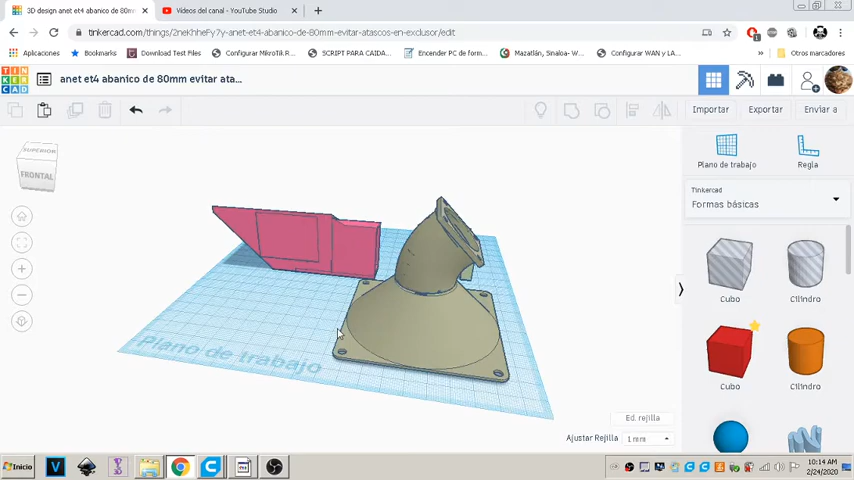 3D design anet et4 abanico de 80m
Vídeos del canal - YouTube Studio
tinkercad.com/things/2neKhheFy7y-anet-et4-abanico-de-80mm-evitar-atascos-en-exclusor/edit
Aplicaciones
Bookmarks
Download Test Files
Configurar MikroTik R...
SCRIPT PARA CAIDA...
Encender PC de form...
Mazatlán, Sinaloa- W...
Configurar WAN y LA...
Otros marcadores
TIN
KER
CAD
anet et4 abanico de 80mm evitar ata...
Importar
Exportar
Enviar a
SUPERIOR
FRONTAL
Plano de trabajo
Regla
Tinkercad
Formas básicas
Cubo
Cilindro
Cubo
Cilindro
Plano de trabajo
Ed. rejilla
Ajustar Rejilla
1 mm
Inicio
10:14 AM
2/24/2020